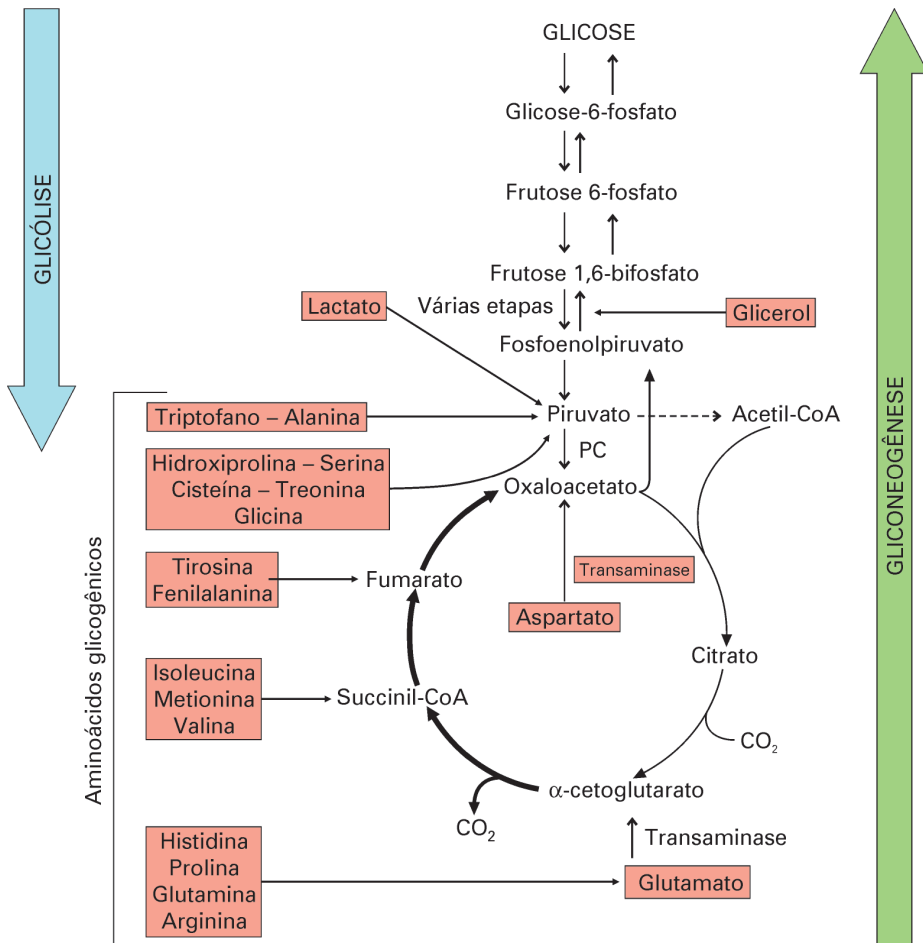 GLICOSE
Glicose-6-fosfato
Frutose 6-fosfato
Frutose 1,6-bifosfato
GLICÓLISE
GLICONEOGÊNESE
Lactato
Várias etapas
Glicerol
Fosfoenolpiruvato
Triptofano – Alanina
Piruvato
Acetil-CoA
PC
Hidroxiprolina – Serina
Cisteína – Treonina
Glicina
Oxaloacetato
Aminoácidos glicogênicos
Tirosina
Fenilalanina
Fumarato
Transaminase
Aspartato
Citrato
Isoleucina
Metionina
Valina
Succinil-CoA
CO₂
α-cetoglutarato
CO₂
Transaminase
Histidina
Prolina
Glutamina
Arginina
Glutamato